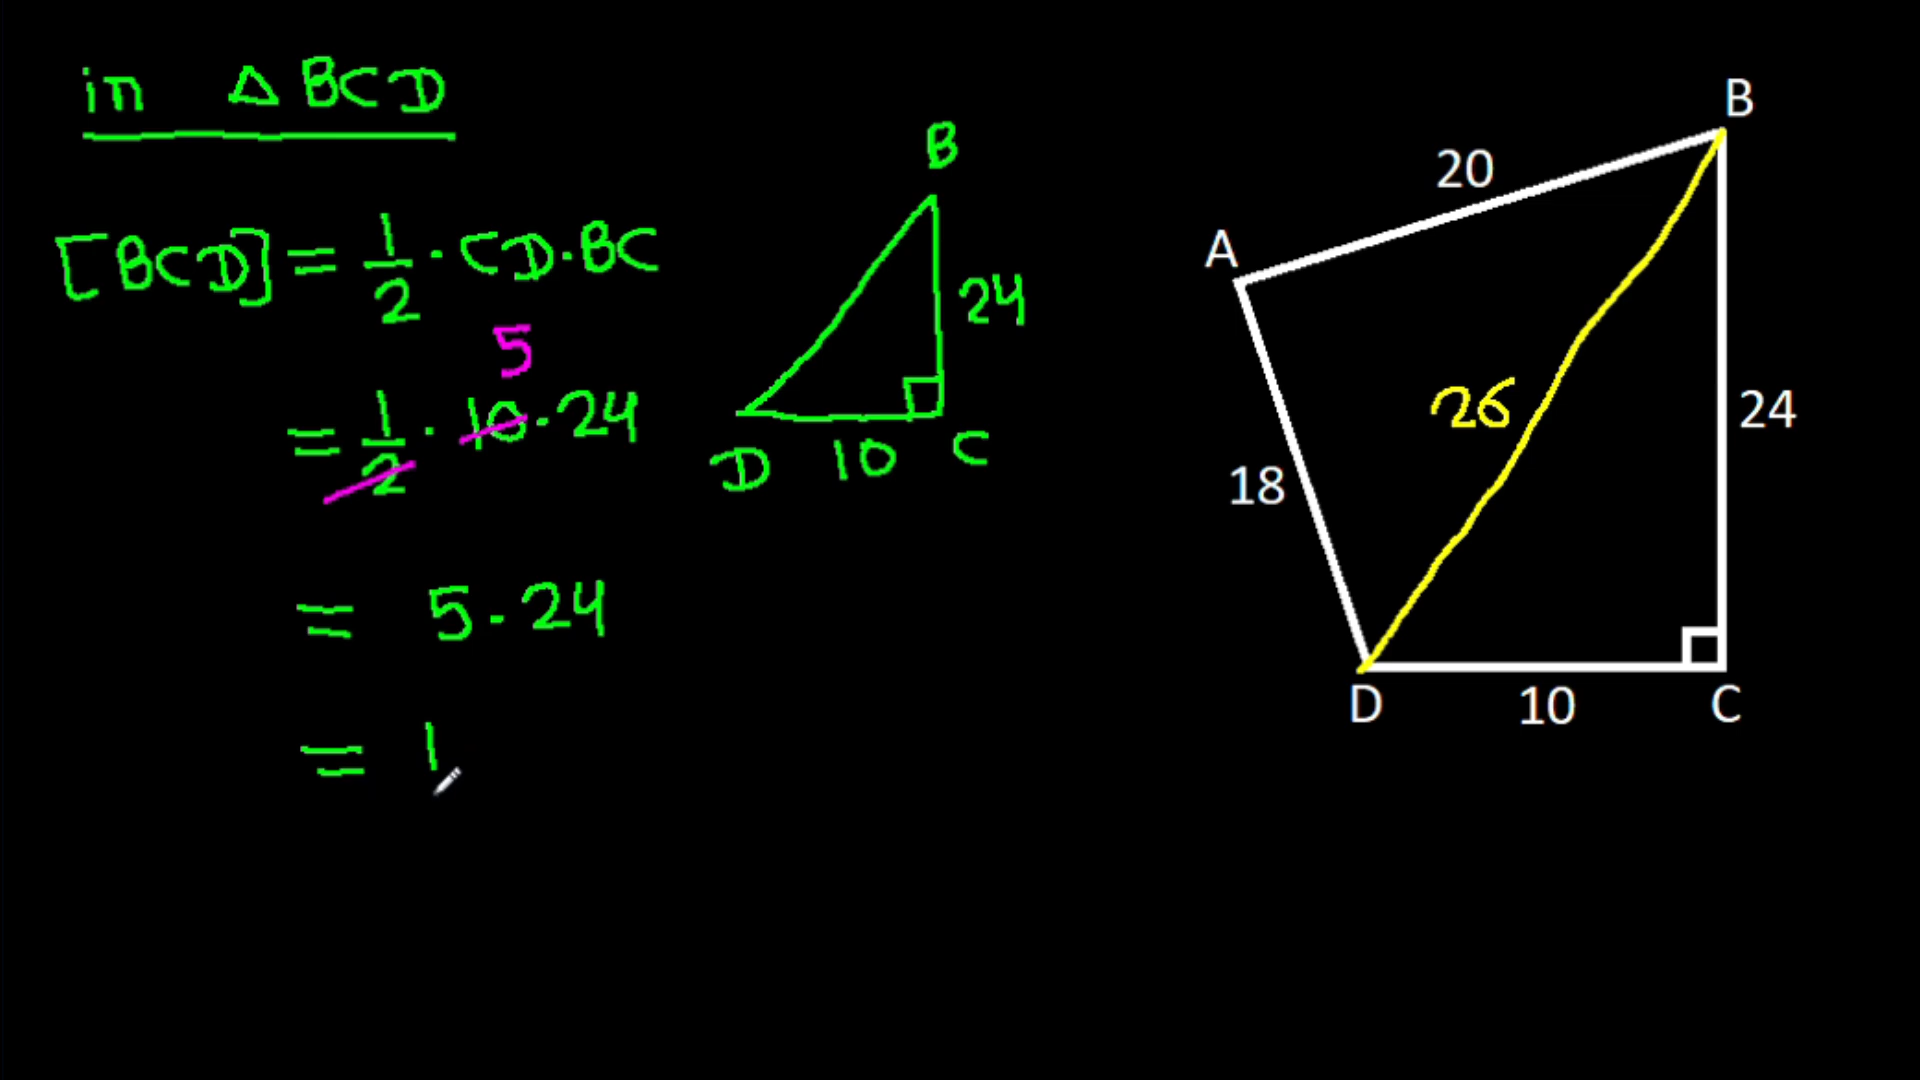 in △ BCD
[BCD] = 1/2 · CD · BC
5
= 1/2 · 10 · 24
= 5 · 24
= 1
B
24
D 10 C
B
20
A
26
24
18
D 10 C